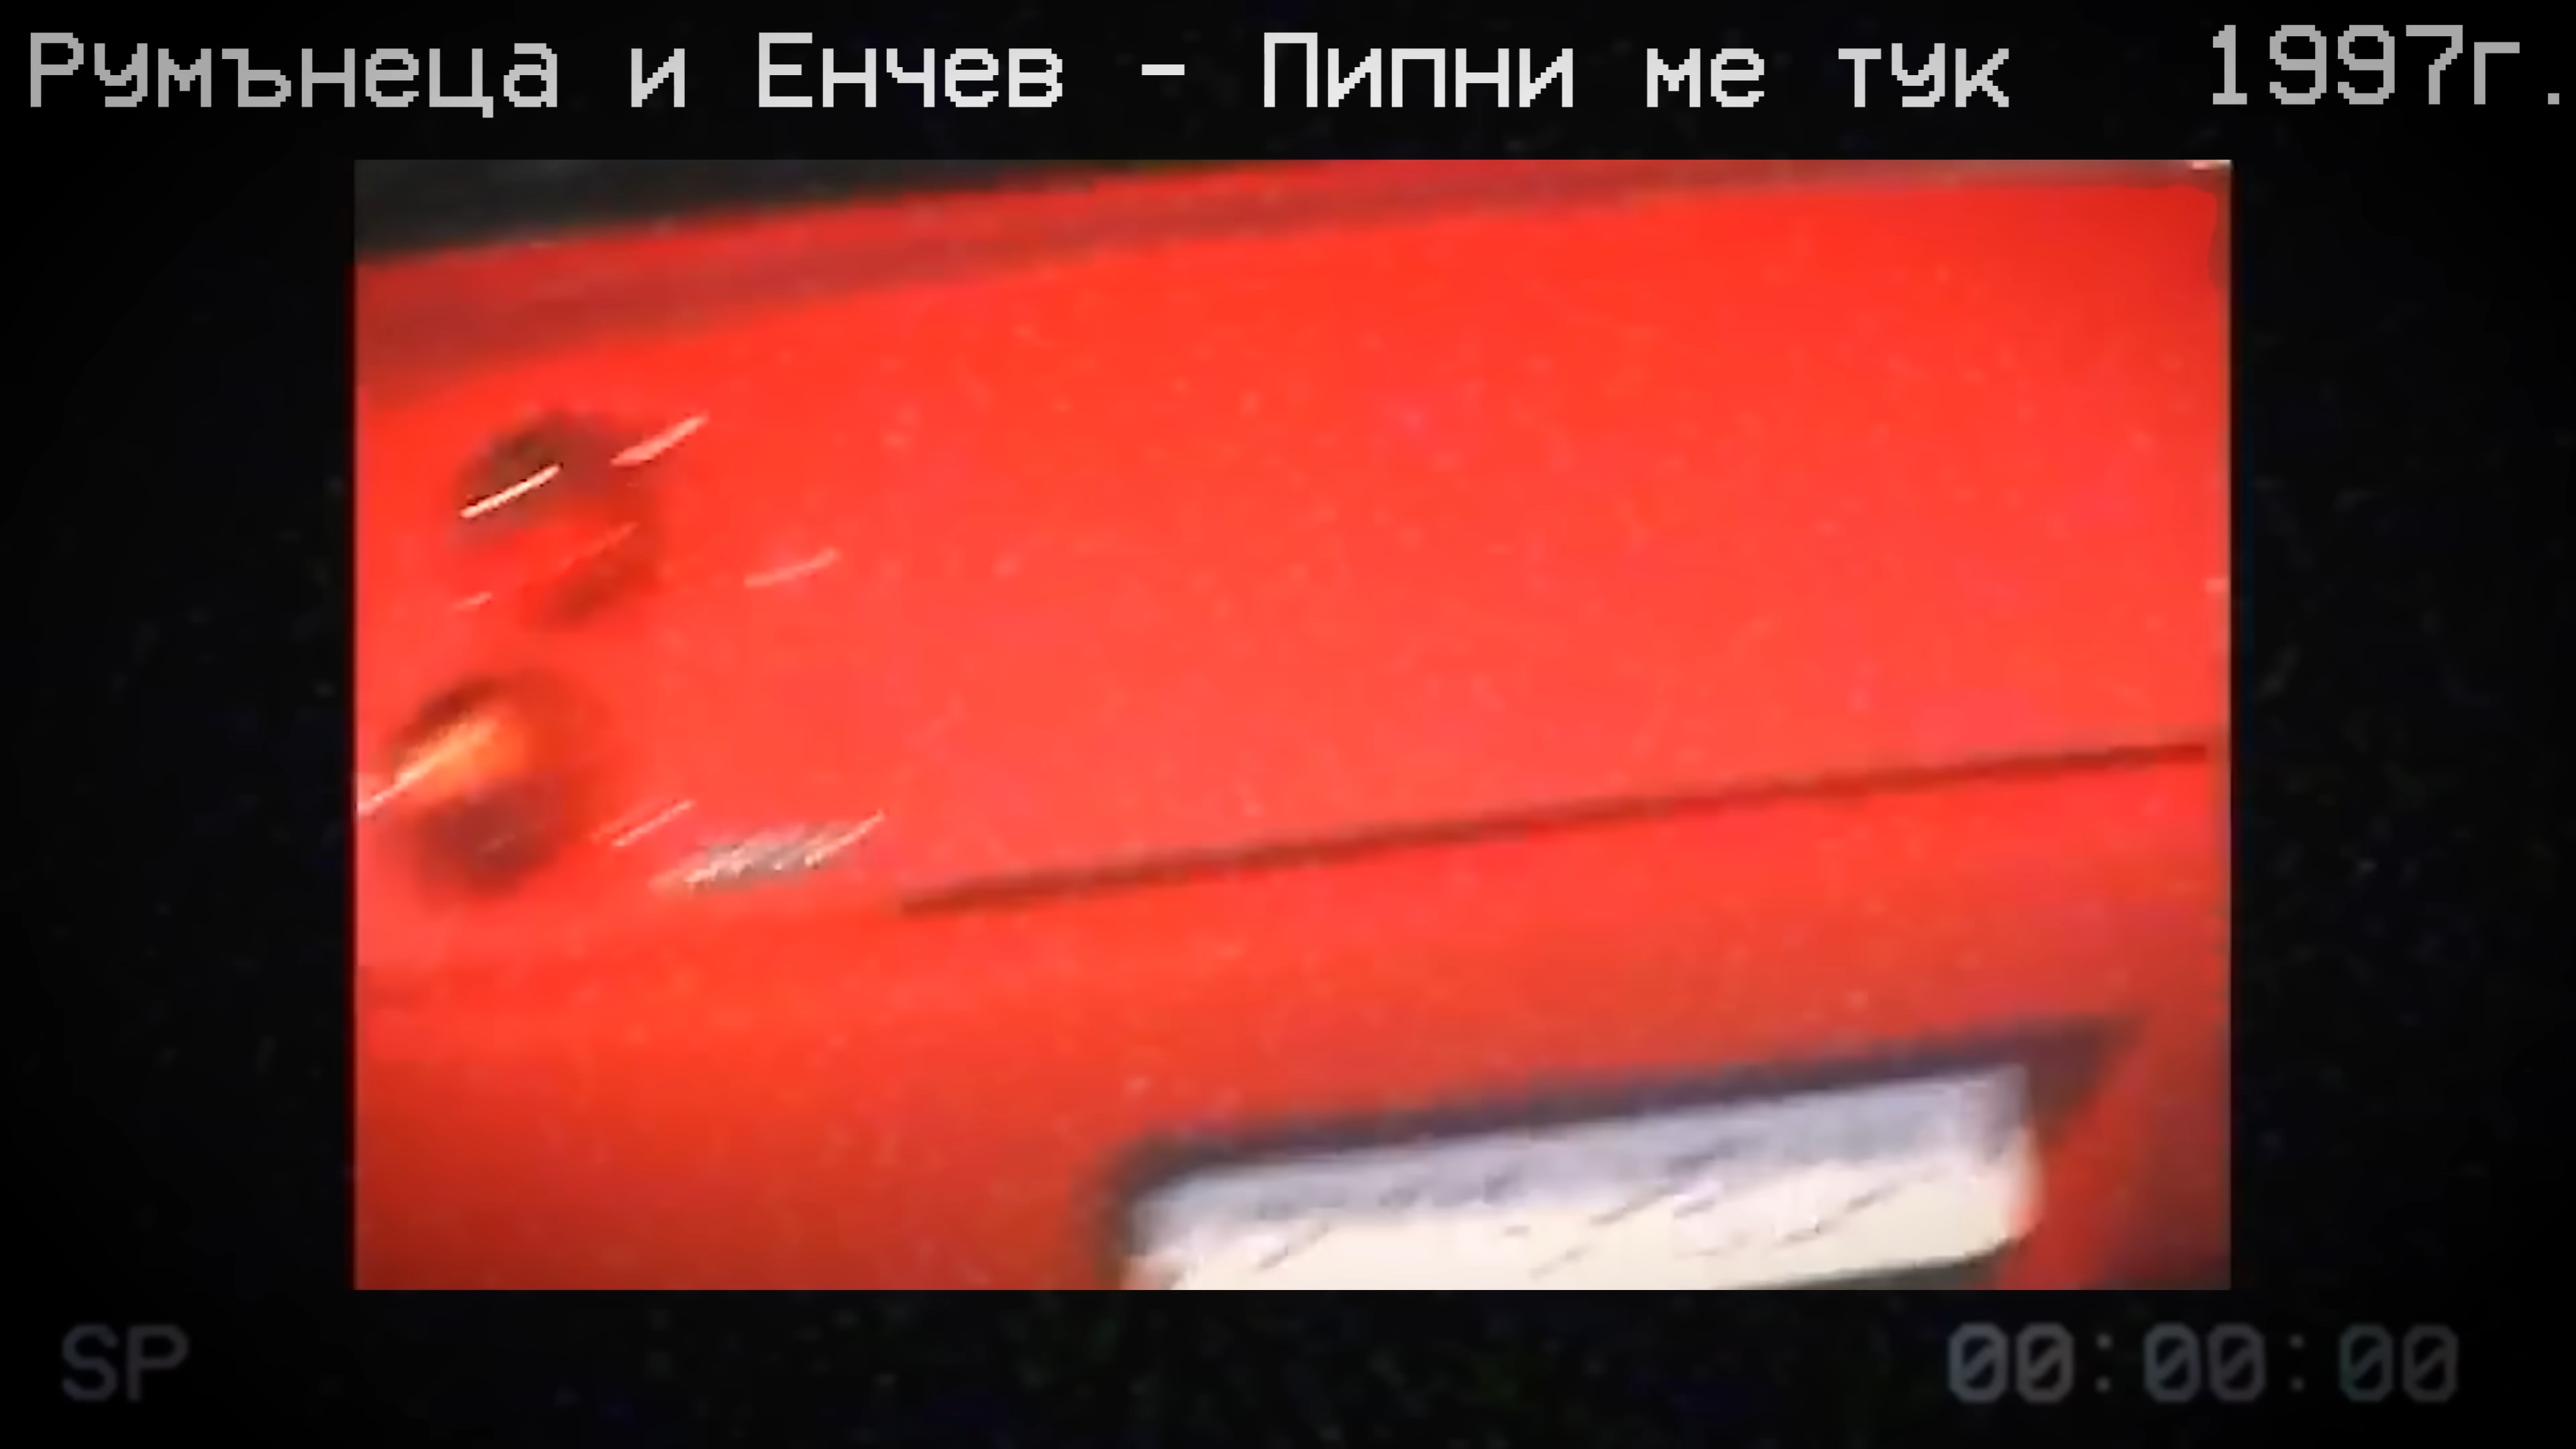 Румънеца и Енчев - Пипни ме тук 1997г.
SP 00:00:00